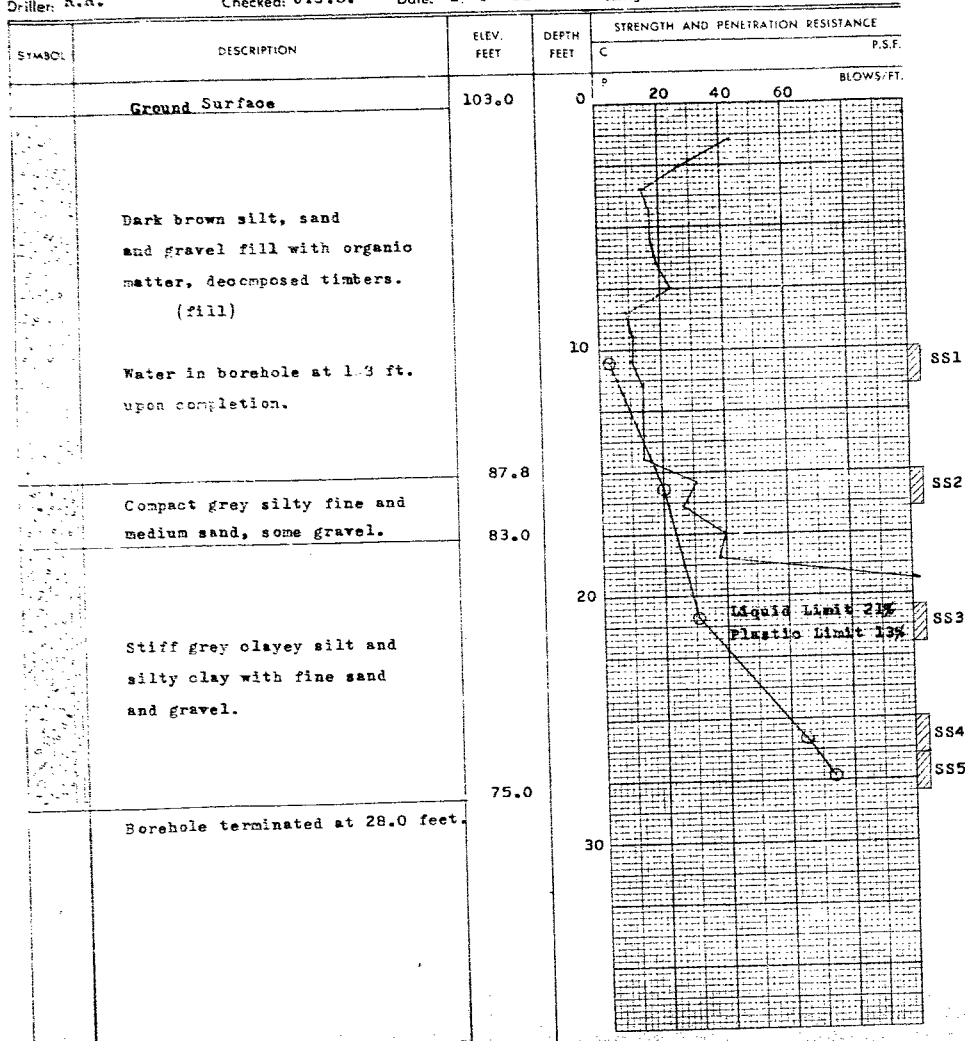 Driller: Checked: Date:
SYMBOL DESCRIPTION ELEV. FEET DEPTH FEET STRENGTH AND PENETRATION RESISTANCE
C P.S.F.
P BLOWS/FT.
Ground Surface 103.0 0 20 40 60
Dark brown silt, sand
and gravel fill with organic
matter, decomposed timbers.
(fill)
10 SS1
Water in borehole at 1.3 ft.
upon completion.
87.8
SS2
Compact grey silty fine and
medium sand, some gravel. 83.0
20
Liquid Limit 21%
SS3
Plastic Limit 13%
Stiff grey clayey silt and
silty clay with fine sand
and gravel.
SS4
SS5
75.0
Borehole terminated at 28.0 feet.
30